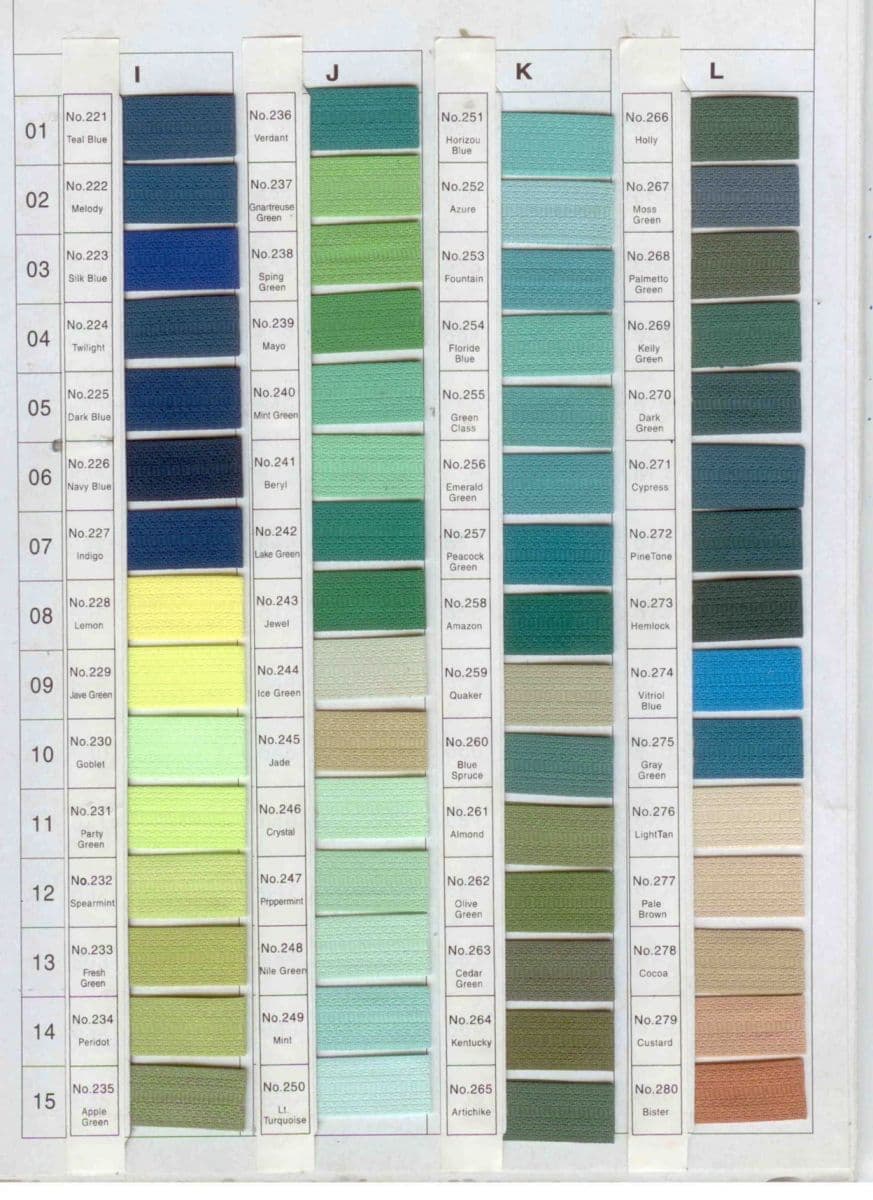 I J K L
01
No.221
Teal Blue
No.236
Verdant
No.251
Horizou
Blue
No.266
Holly
02
No.222
Melody
No.237
Gnartreuse
Green
No.252
Azure
No.267
Moss
Green
03
No.223
Silk Blue
No.238
Sping
Green
No.253
Fountain
No.268
Palmetto
Green
04
No.224
Twilight
No.239
Mayo
No.254
Floride
Blue
No.269
Keily
Green
05
No.225
Dark Blue
No.240
Mint Green
No.255
Green
Class
No.270
Dark
Green
06
No.226
Navy Blue
No.241
Beryl
No.256
Emerald
Green
No.271
Cypress
07
No.227
Indigo
No.242
Lake Green
No.257
Peacock
Green
No.272
PineTone
08
No.228
Lemon
No.243
Jewel
No.258
Amazon
No.273
Hemlock
09
No.229
Jave Green
No.244
Ice Green
No.259
Quaker
No.274
Vitriol
Blue
10
No.230
Goblet
No.245
Jade
No.260
Blue
Spruce
No.275
Gray
Green
11
No.231
Party
Green
No.246
Crystal
No.261
Almond
No.276
LightTan
12
No.232
Spearmint
No.247
Prppermint
No.262
Olive
Green
No.277
Pale
Brown
13
No.233
Fresh
Green
No.248
Nile Green
No.263
Cedar
Green
No.278
Cocoa
14
No.234
Peridot
No.249
Mint
No.264
Kentucky
No.279
Custard
15
No.235
Apple
Green
No.250
Lt.
Turquoise
No.265
Artichike
No.280
Bister